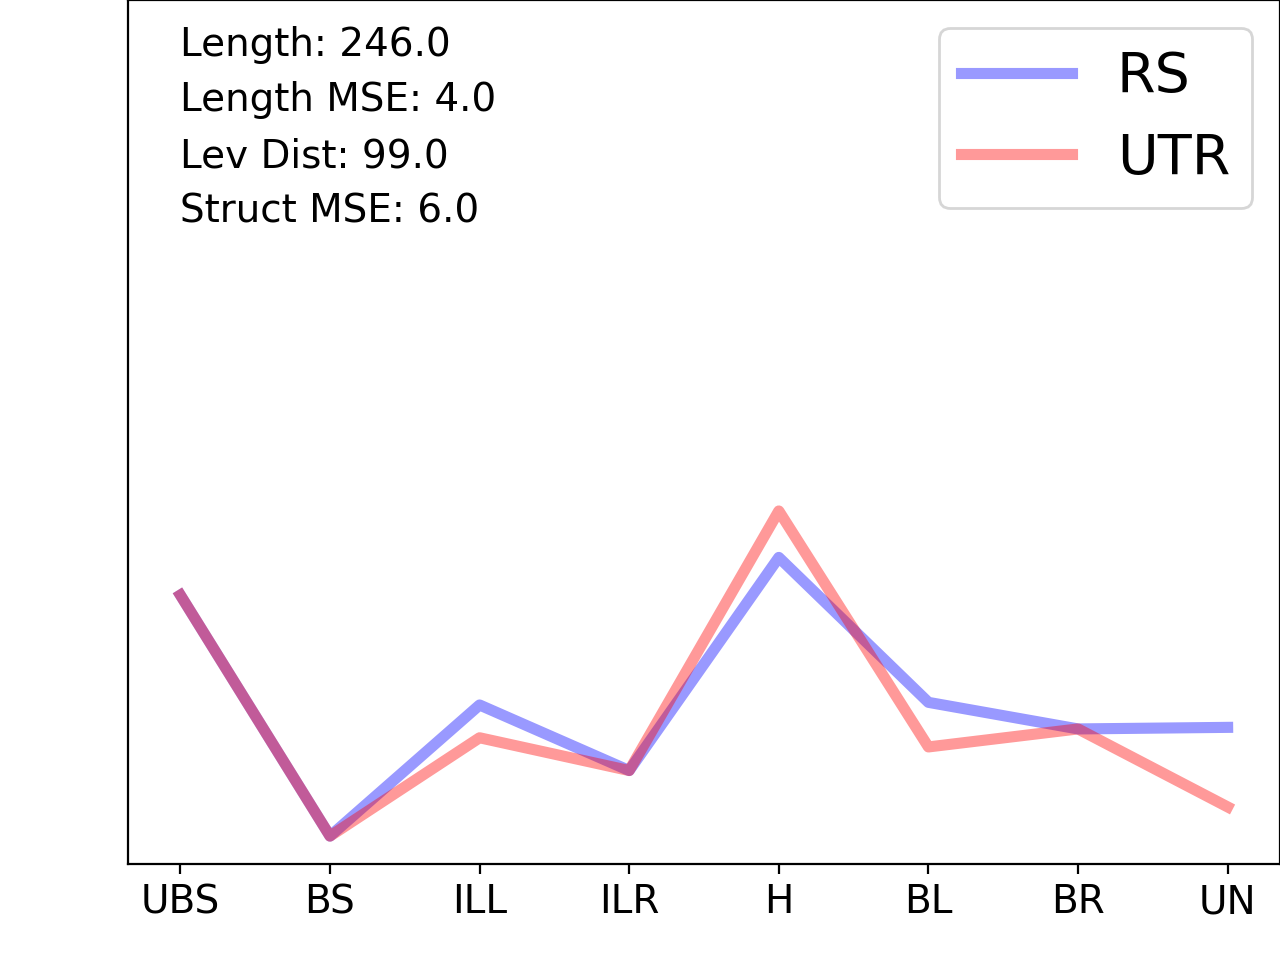 Length: 246.0
Length MSE: 4.0
Lev Dist: 99.0
Struct MSE: 6.0
RS
UTR
UBS BS ILL ILR H BL BR UN